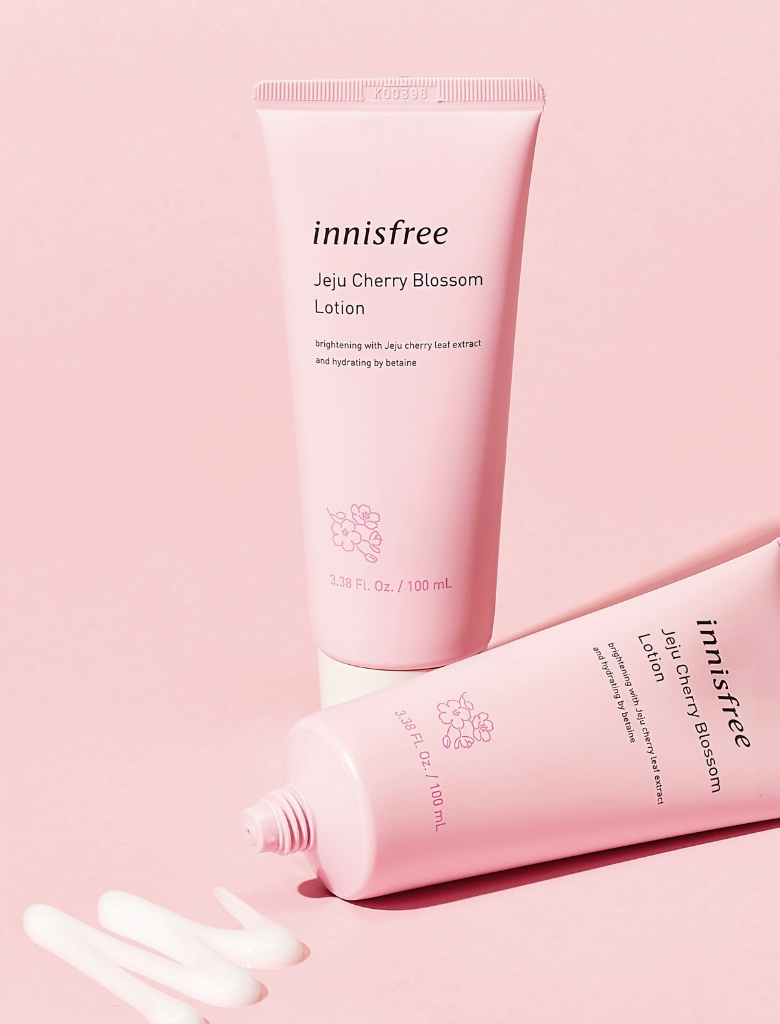 K00398
innisfree
Jeju Cherry Blossom
Lotion
brightening with Jeju cherry leaf extract
and hydrating by betaine
3.38 Fl. Oz. / 100 mL
innisfree
Jeju Cherry Blossom
Lotion
brightening with Jeju cherry leaf extract
and hydrating by betaine
3.38 Fl. Oz. / 100 mL